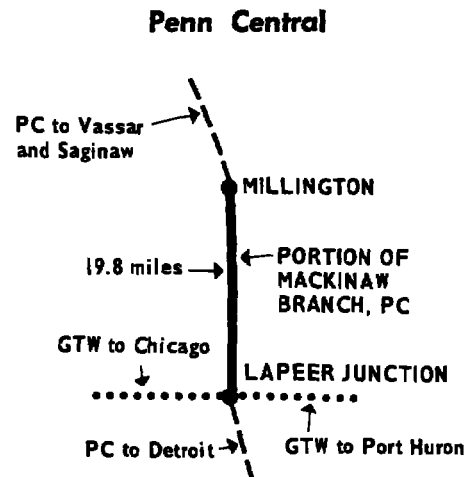 Penn Central
PC to Vassar
and Saginaw
MILLINGTON
19.8 miles
PORTION OF
MACKINAW
BRANCH, PC
GTW to Chicago
LAPEER JUNCTION
PC to Detroit
GTW to Port Huron